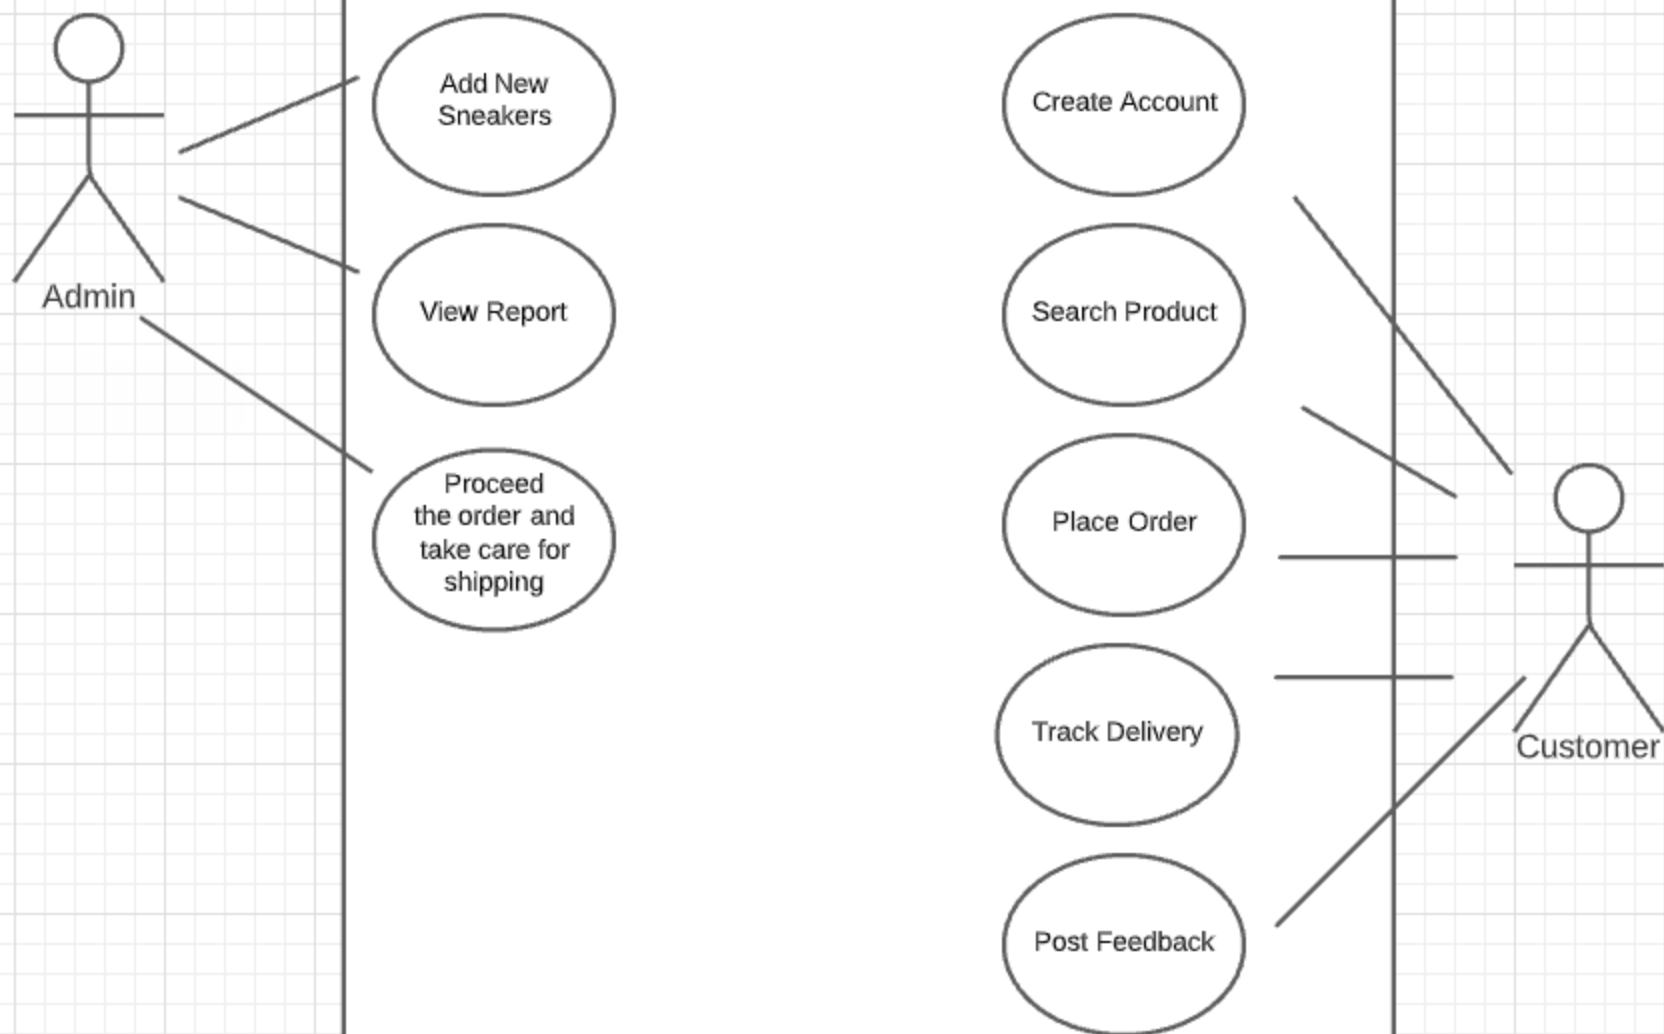 Admin
Add New
Sneakers
View Report
Proceed
the order and
take care for
shipping
Create Account
Search Product
Place Order
Track Delivery
Post Feedback
Customer